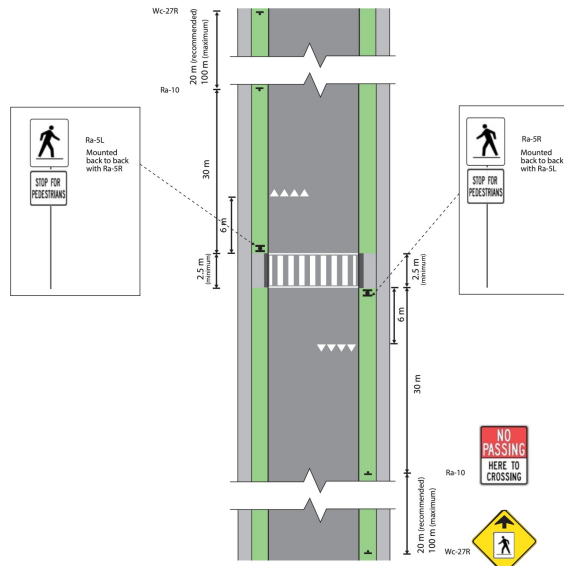 Wc-27R
20 m (recommended)
100 m (maximum)
Ra-10
30 m
6 m
2.5 m
(minimum)
Ra-5L
Mounted
back to back
with Ra-5R
STOP FOR
PEDESTRIANS
Ra-5R
Mounted
back to back
with Ra-5L
STOP FOR
PEDESTRIANS
2.5 m
(minimum)
6 m
30 m
Ra-10
NO
PASSING
HERE TO
CROSSING
20 m (recommended)
100 m (maximum)
Wc-27R